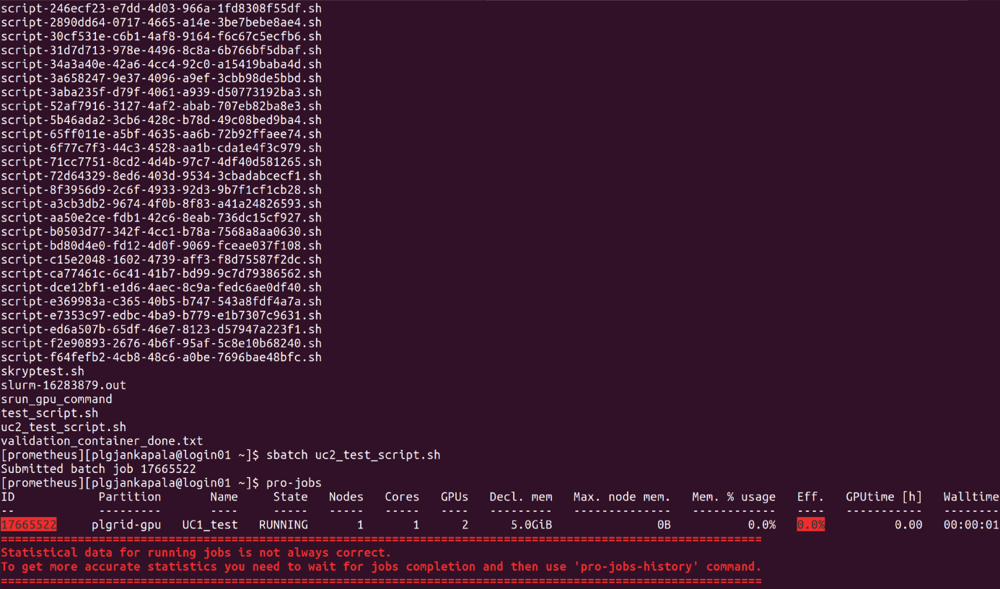 script-246ecf23-e7dd-4d03-966a-1fd8308f55df.sh
script-2890dd64-0717-4665-a14e-3be7bebe8ae4.sh
script-30cf531e-c6b1-4af8-9164-f6c67c5ecfb6.sh
script-31d7d713-978e-4496-8c8a-6b766bf5dbaf.sh
script-34a3a40e-42a6-4cc4-92c0-a15419baba4d.sh
script-3a658247-9e37-4096-a9ef-3cbb98de5bbd.sh
script-3aba235f-d79f-4061-a939-d50773192ba3.sh
script-52af7916-3127-4af2-abab-707eb82ba8e3.sh
script-5b46ada2-3cb6-428c-b78d-49c08bed9ba4.sh
script-65ff011e-a5bf-4635-aa6b-72b92ffaee74.sh
script-6f77c7f3-44c3-4528-aa1b-cda1e4f3c979.sh
script-71cc7751-8cd2-4d4b-97c7-4df40d581265.sh
script-72d64329-8ed6-403d-9534-3cbadabcecf1.sh
script-8f3956d9-2c6f-4933-92d3-9b7f1cf1cb28.sh
script-a3cb3db2-9674-4f0b-8f83-a41a24826593.sh
script-aa50e2ce-fdb1-42c6-8eab-736dc15cf927.sh
script-b0503d77-342f-4cc1-b78a-7568a8aa0630.sh
script-bd80d4e0-fd12-4d0f-9069-fceae037f108.sh
script-c15e2048-1602-4739-aff3-f8d75587f2dc.sh
script-ca77461c-6c41-41b7-bd99-9c7d79386562.sh
script-dce12bf1-e1d6-4aec-8c9a-fedc6ae0df40.sh
script-e369983a-c365-40b5-b747-543a8fdf4a7a.sh
script-e7353c97-edbc-4ba9-b779-e1b7307c9631.sh
script-ed6a507b-65df-46e7-8123-d57947a223f1.sh
script-f2e90893-2676-4b6f-95af-5c8e10b68240.sh
script-f64fefb2-4cb8-48c6-a0be-7696bae48bfc.sh
skryptest.sh
slurm-16283879.out
srun_gpu_command
test_script.sh
uc2_test_script.sh
validation_container_done.txt
[prometheus][plgjankapala@login01 ~]$ sbatch uc2_test_script.sh
Submitted batch job 17665522
[prometheus][plgjankapala@login01 ~]$ pro-jobs
ID Partition Name State Nodes Cores GPUs Decl. mem Max. node mem. Mem. % usage Eff. GPUtime [h] Walltime
-- --------- ---- ----- ----- ----- ---- --------- -------------- ------------ ---- ----------- --------
17665522 plgrid-gpu UC1_test RUNNING 1 1 2 5.0GiB 0B 0.0% 0.0% 0.00 00:00:01
=============================================================================================================
Statistical data for running jobs is not always correct.
To get more accurate statistics you need to wait for jobs completion and then use 'pro-jobs-history' command.
=============================================================================================================